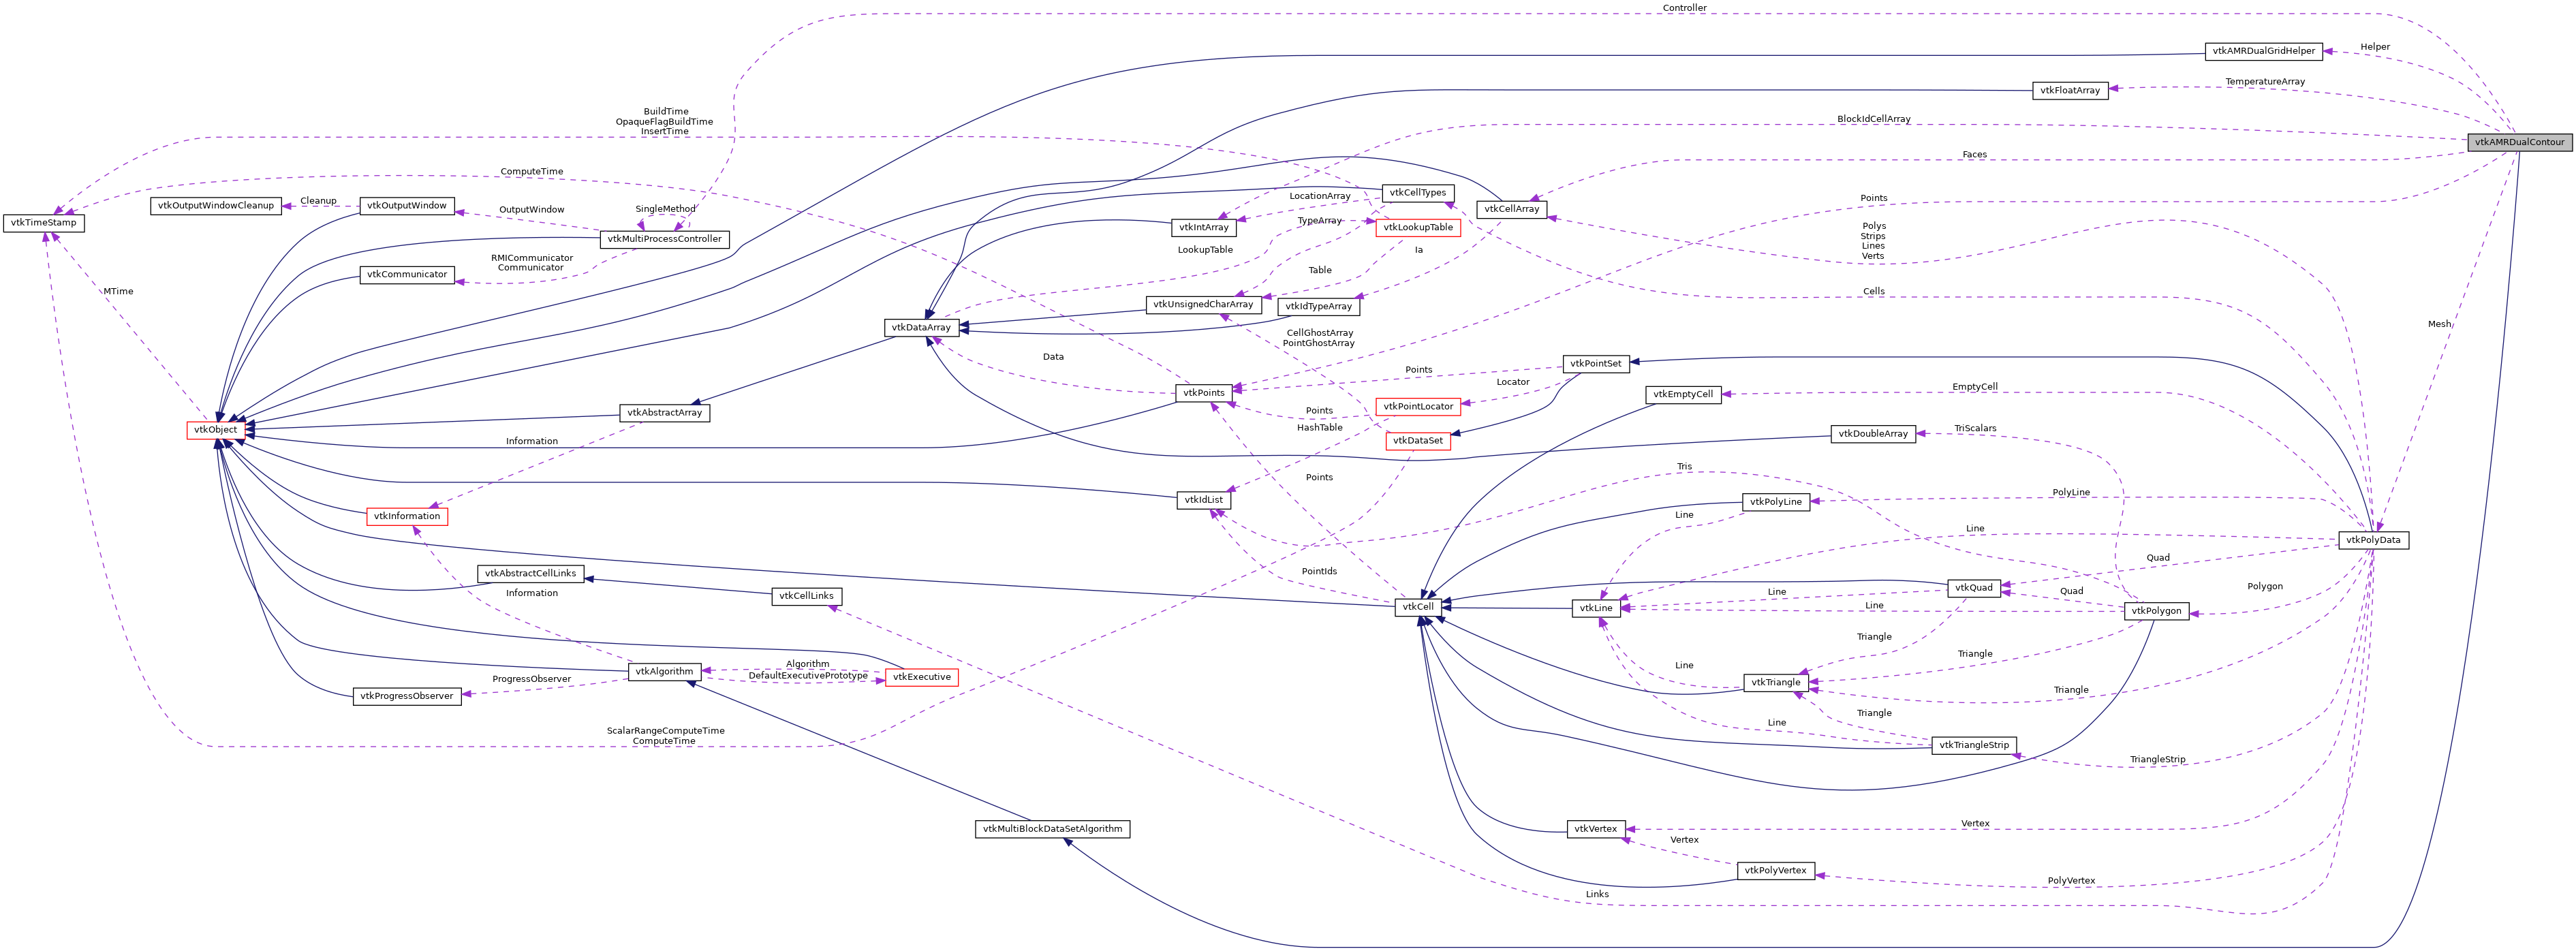 Controller
vtkAMRDualGridHelper
Helper
TemperatureArray
vtkFloatArray
BuildTime
OpaqueFlagBuildTime
InsertTime
BlockIdCellArray
vtkAMRDualContour
Faces
ComputeTime
vtkCellTypes
LocationArray
Points
Cleanup
vtkOutputWindowCleanup
vtkOutputWindow
OutputWindow
SingleMethod
vtkCellArray
vtkTimeStamp
TypeArray
vtkIntArray
vtkLookupTable
Polys
Strips
Lines
Verts
vtkMultiProcessController
LookupTable
Ia
RMICommunicator
Communicator
vtkCommunicator
Table
MTime
Cells
vtkUnsignedCharArray
vtkIdTypeArray
vtkDataArray
Mesh
CellGhostArray
PointGhostArray
Data
vtkPointSet
Points
Locator
EmptyCell
vtkPoints
vtkEmptyCell
vtkPointLocator
Points
vtkAbstractArray
HashTable
TriScalars
vtkObject
vtkDoubleArray
Information
vtkDataSet
Tris
Points
PolyLine
vtkIdList
vtkPolyLine
vtkInformation
Line
Line
vtkPolyData
Quad
vtkAbstractCellLinks
PointIds
vtkQuad
Polygon
Information
vtkCellLinks
Line
Quad
vtkCell
vtkLine
Line
vtkPolygon
Triangle
Triangle
Algorithm
Line
vtkAlgorithm
DefaultExecutivePrototype
vtkExecutive
ProgressObserver
vtkTriangle
Triangle
vtkProgressObserver
Triangle
Line
ScalarRangeComputeTime
ComputeTime
vtkTriangleStrip
TriangleStrip
Vertex
vtkMultiBlockDataSetAlgorithm
vtkVertex
Vertex
vtkPolyVertex
PolyVertex
Links